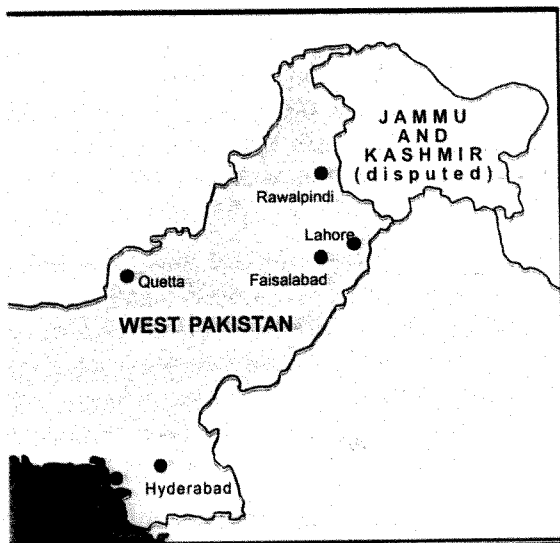 JAMMU
AND
KASHMIR
(disputed)
Rawalpindi
Lahore
Faisalabad
Quetta
WEST PAKISTAN
Hyderabad